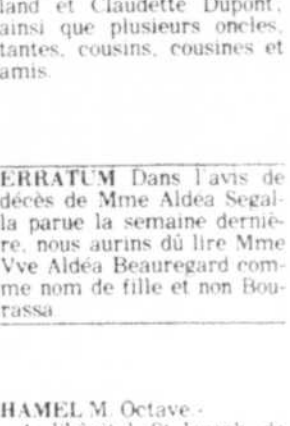 land et Claudette Dupont,
ainsi que plusieurs oncles,
tantes, cousins, cousines et
amis.
ERRATUM Dans l'avis de
décès de Mme Aldéa Segal-
la parue la semaine derniè-
re, nous aurins dû lire Mme
Vve Aldéa Beauregard com-
me nom de fille et non Bou-
rassa.
HAMEL M. Octave -